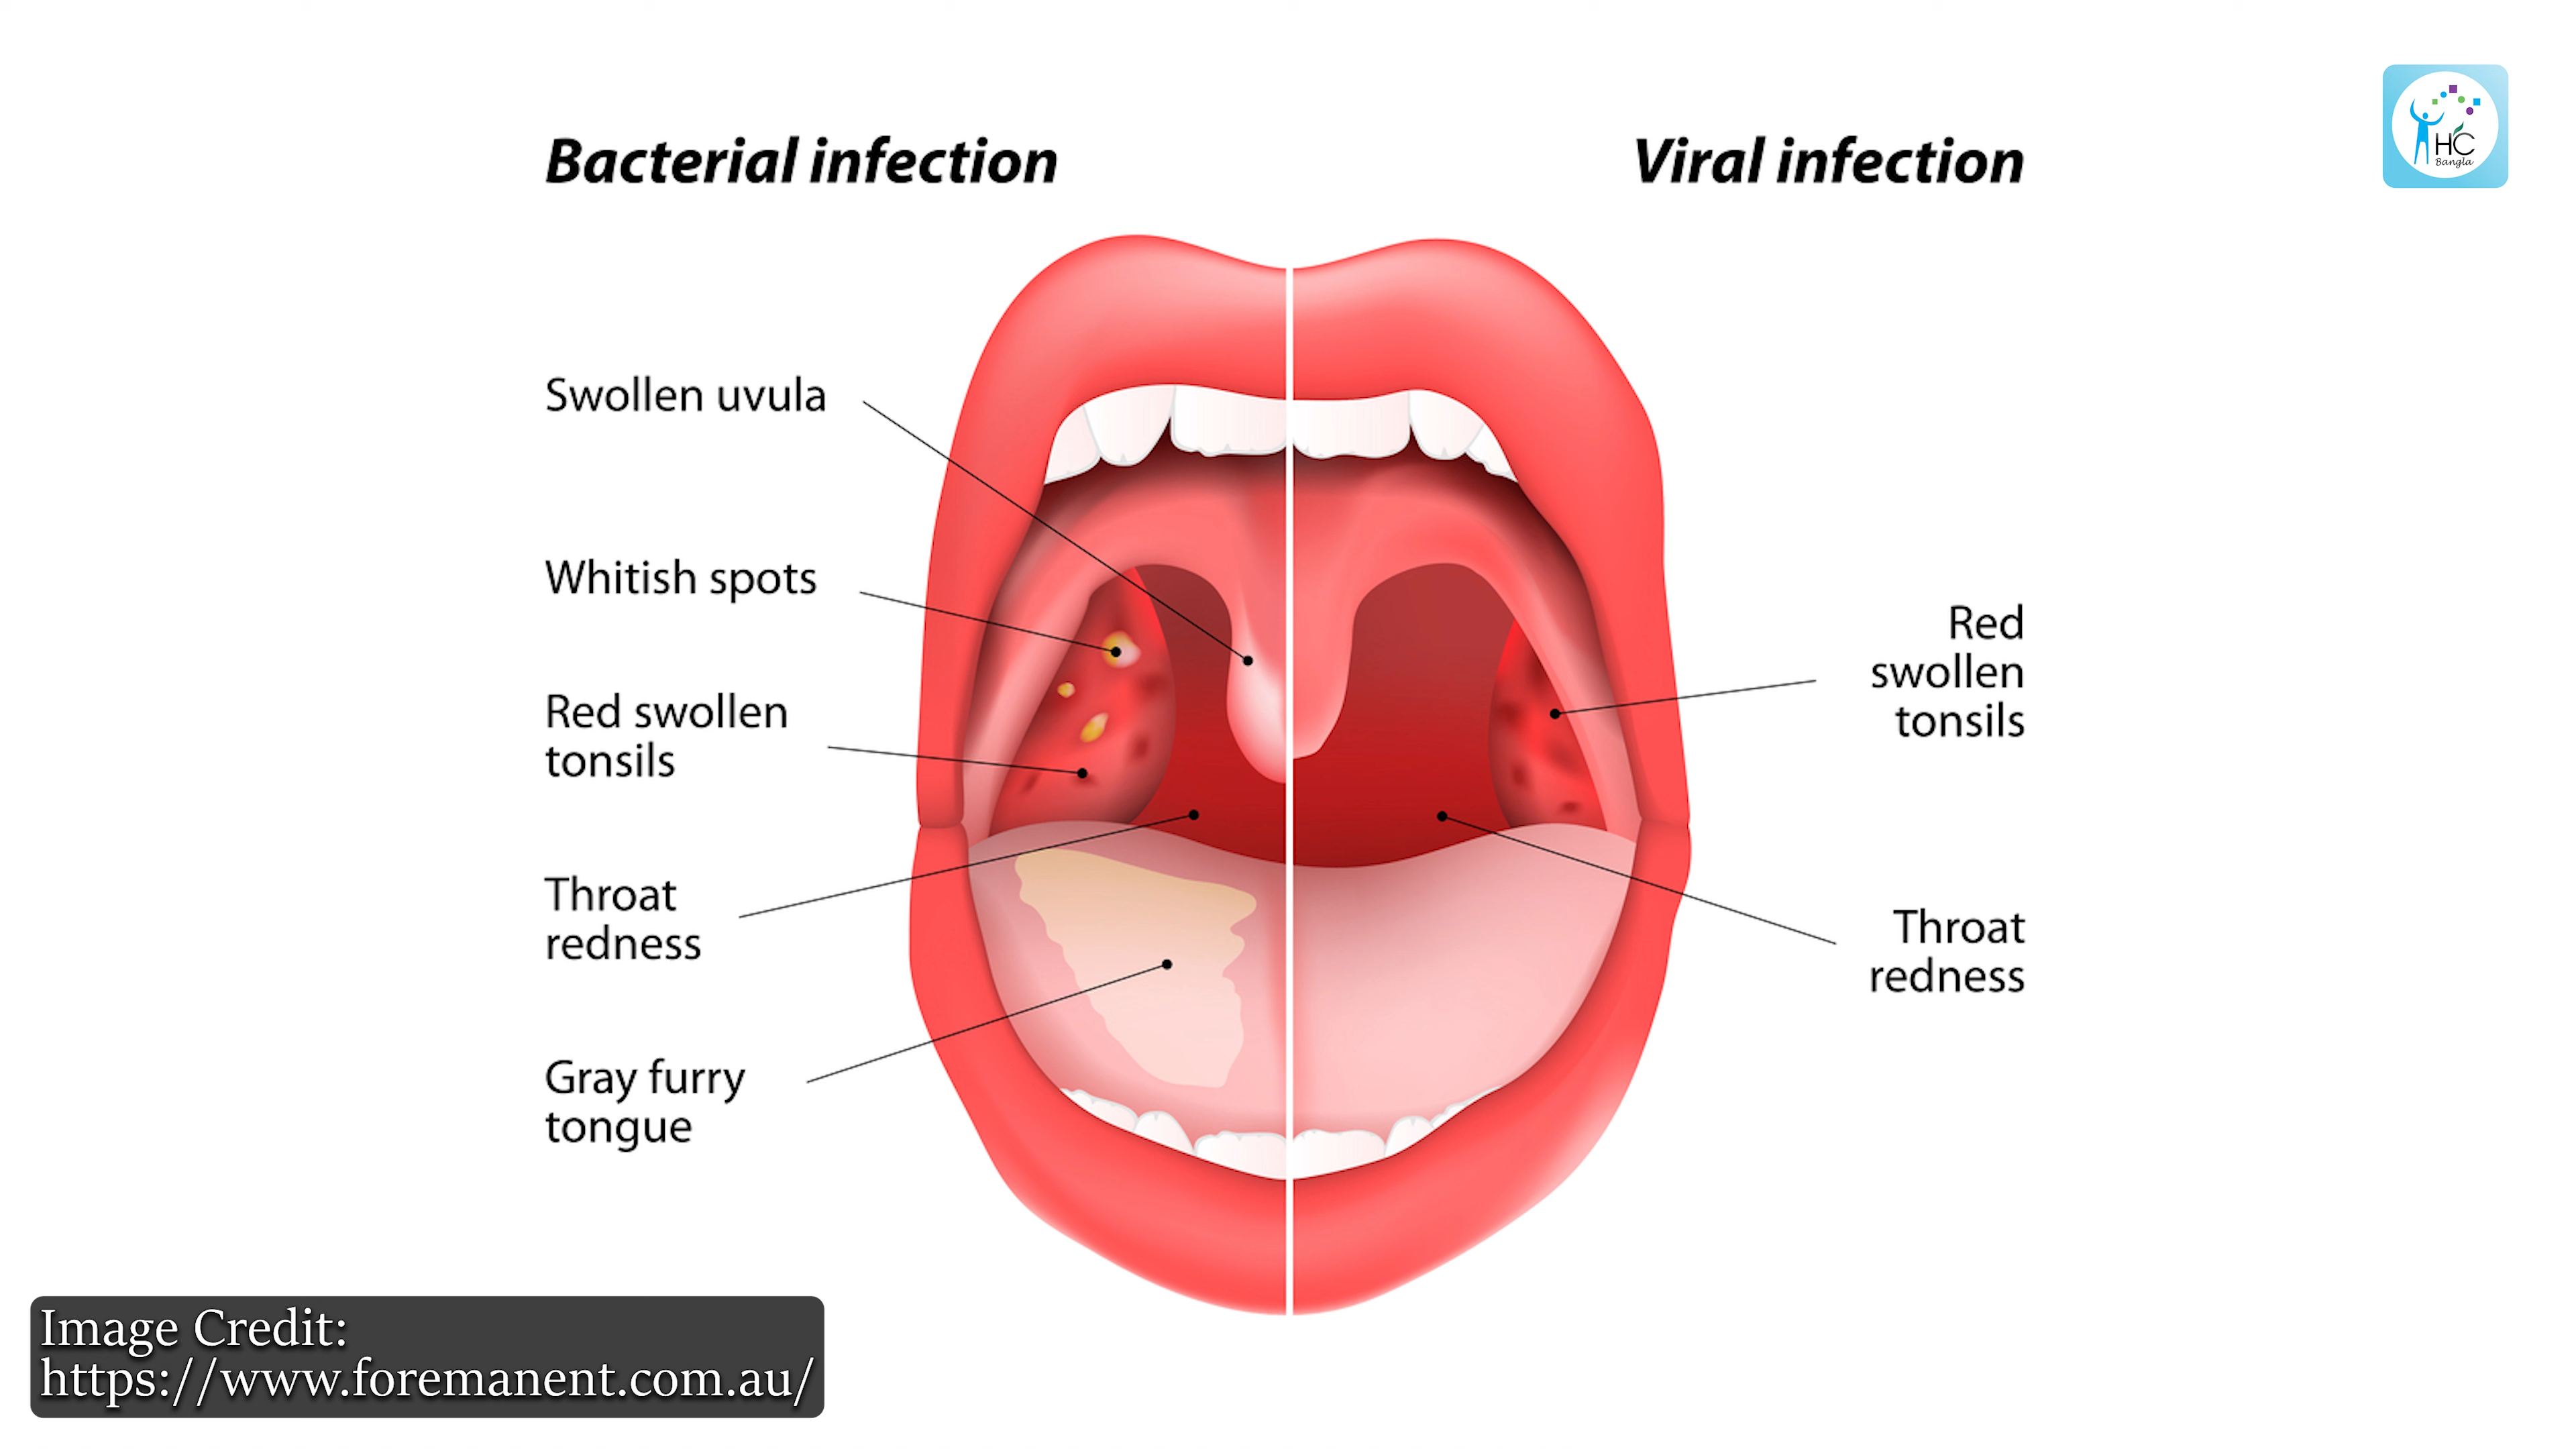 Bacterial infection
Viral infection
HC
Bangla
Swollen uvula
Whitish spots
Red swollen
tonsils
Throat
redness
Gray furry
tongue
Red
swollen
tonsils
Throat
redness
Image Credit:
https://www.foremanent.com.au/